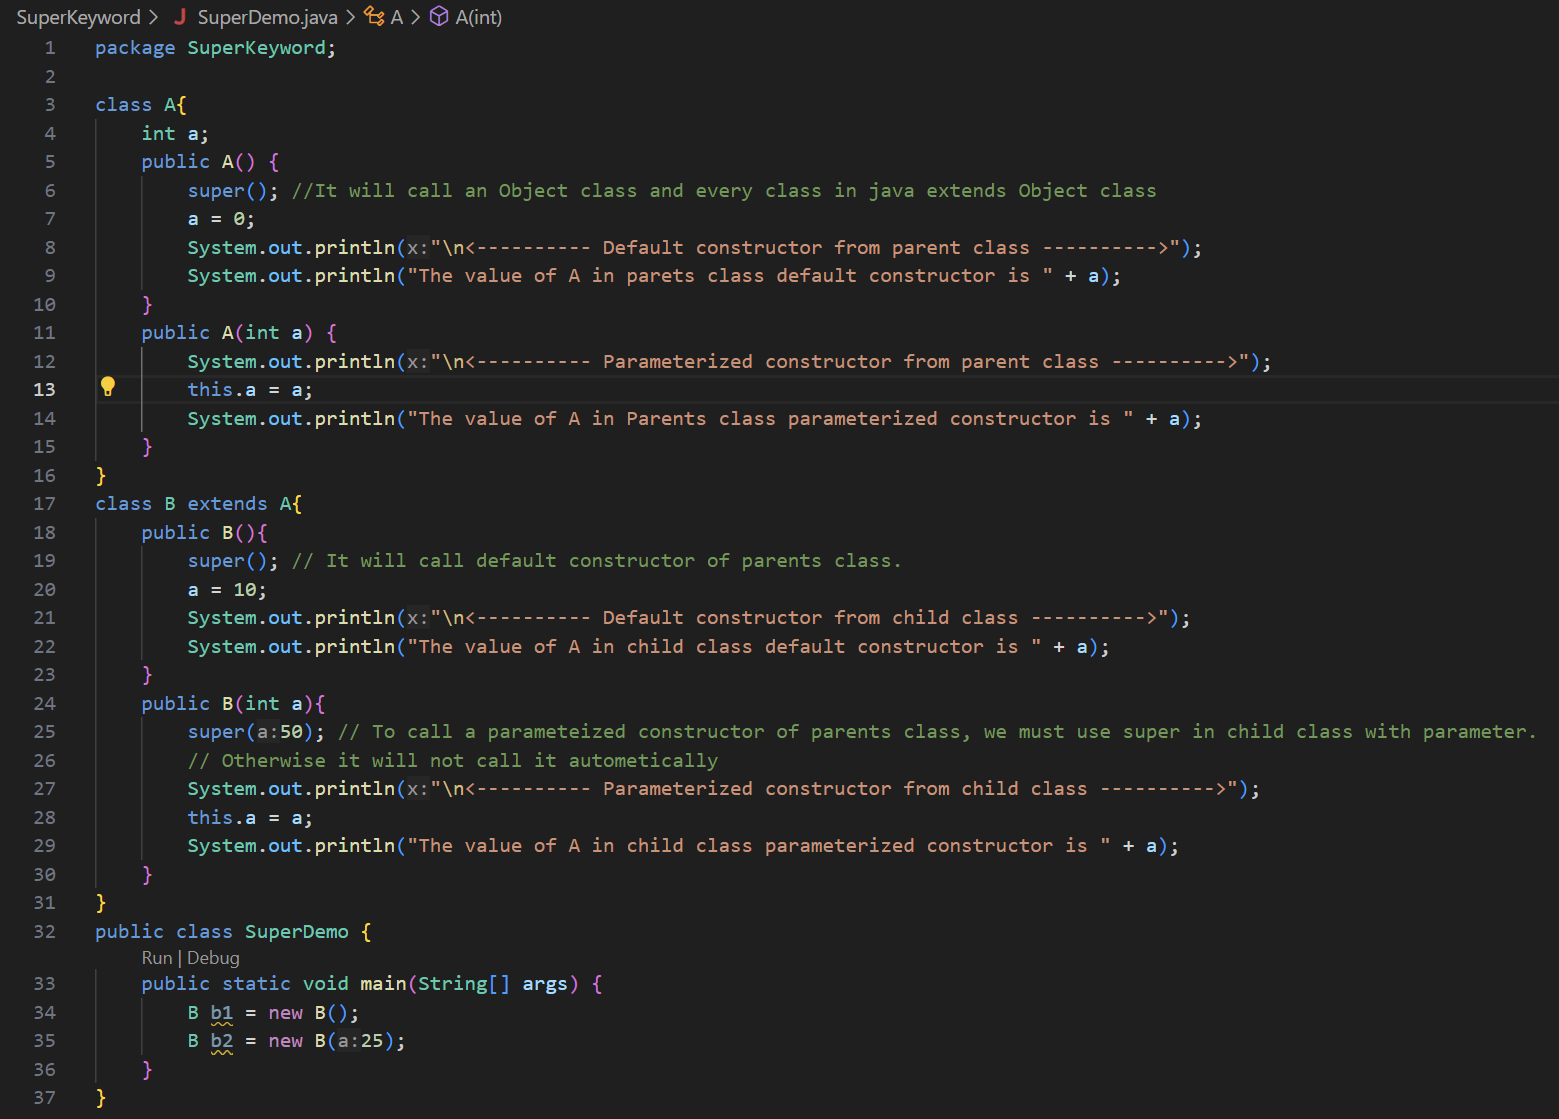 SuperKeyword > J SuperDemo.java > A > A(int)
1 package SuperKeyword;
2
3 class A{
4     int a;
5     public A() {
6         super(); //It will call an Object class and every class in java extends Object class
7         a = 0;
8         System.out.println(x:"\n<---------- Default constructor from parent class ---------->");
9         System.out.println("The value of A in parets class default constructor is " + a);
10     }
11     public A(int a) {
12         System.out.println(x:"\n<---------- Parameterized constructor from parent class ---------->");
13         this.a = a;
14         System.out.println("The value of A in Parents class parameterized constructor is " + a);
15     }
16 }
17 class B extends A{
18     public B(){
19         super(); // It will call default constructor of parents class.
20         a = 10;
21         System.out.println(x:"\n<---------- Default constructor from child class ---------->");
22         System.out.println("The value of A in child class default constructor is " + a);
23     }
24     public B(int a){
25         super(a:50); // To call a parameteized constructor of parents class, we must use super in child class with parameter.
26         // Otherwise it will not call it autometically
27         System.out.println(x:"\n<---------- Parameterized constructor from child class ---------->");
28         this.a = a;
29         System.out.println("The value of A in child class parameterized constructor is " + a);
30     }
31 }
32 public class SuperDemo {
Run | Debug
33     public static void main(String[] args) {
34         B b1 = new B();
35         B b2 = new B(a:25);
36     }
37 }